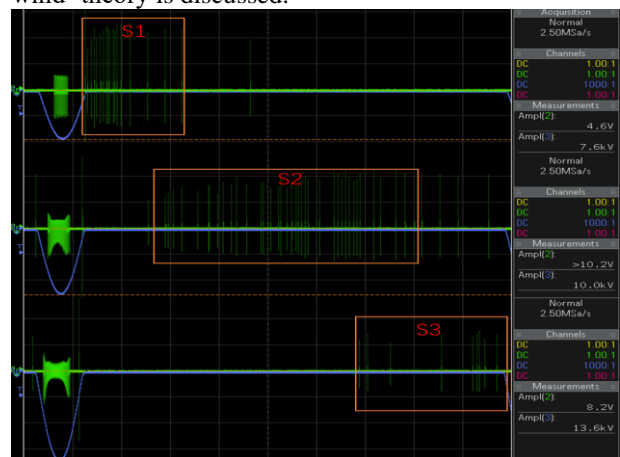 wind" theory is discussed.
S1
S2
S3
Acquisition
Normal
2.50MSa/s
Channels
DC 1.00:1
DC 1.00:1
DC 1000:1
DC 1.00:1
Measurements
Ampl(2):
4.6V
Ampl(3):
7.6kV
Normal
2.50MSa/s
Channels
DC 1.00:1
DC 1.00:1
DC 1000:1
DC 1.00:1
Measurements
Ampl(2):
>10.2V
Ampl(3):
10.0kV
Normal
2.50MSa/s
Channels
DC 1.00:1
DC 1.00:1
DC 1000:1
DC 1.00:1
Measurements
Ampl(2):
8.2V
Ampl(3):
13.6kV